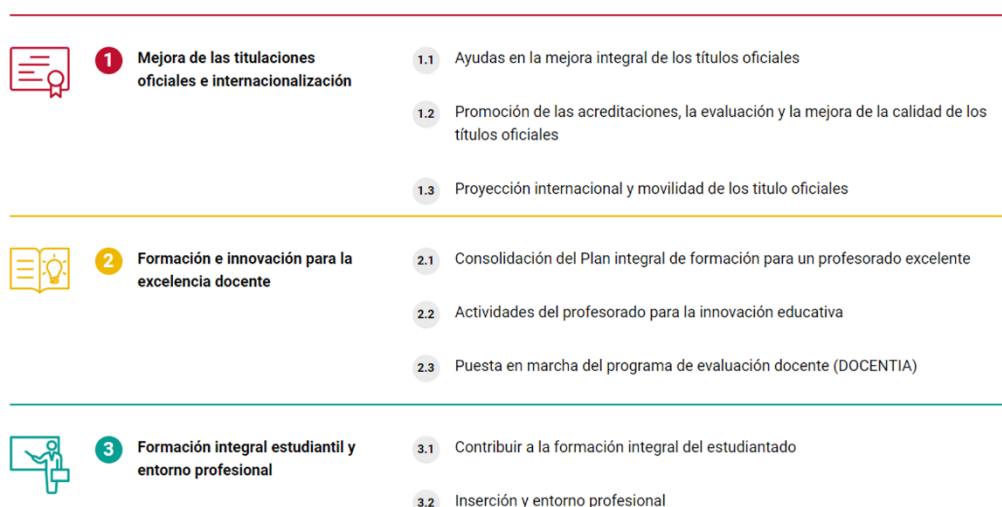 1 Mejora de las titulaciones
oficiales e internacionalización
1.1 Ayudas en la mejora integral de los títulos oficiales
1.2 Promoción de las acreditaciones, la evaluación y la mejora de la calidad de los
títulos oficiales
1.3 Proyección internacional y movilidad de los titulo oficiales
2 Formación e innovación para la
excelencia docente
2.1 Consolidación del Plan integral de formación para un profesorado excelente
2.2 Actividades del profesorado para la innovación educativa
2.3 Puesta en marcha del programa de evaluación docente (DOCENTIA)
3 Formación integral estudiantil y
entorno profesional
3.1 Contribuir a la formación integral del estudiantado
3.2 Inserción y entorno profesional